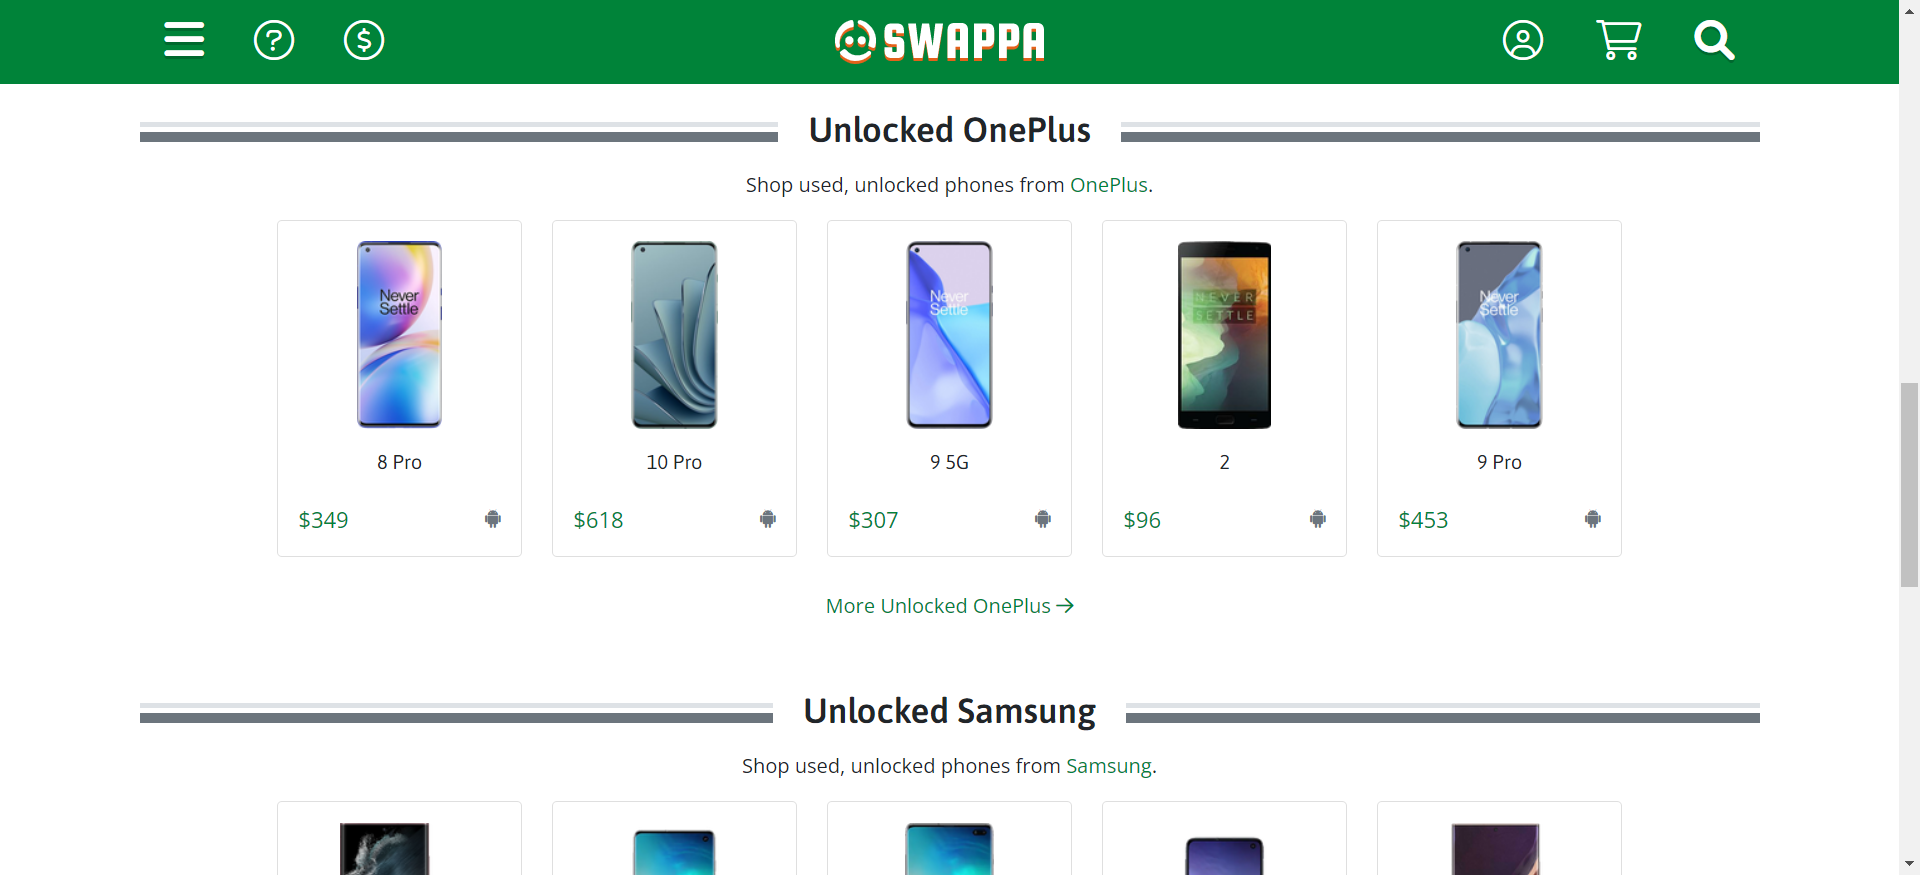 SWAPPA
Unlocked OnePlus
Shop used, unlocked phones from OnePlus.
Never
Settle
Never
Settle
NEVER
SETTLE
Never
Settle
8 Pro
10 Pro
9 5G
2
9 Pro
$349
$618
$307
$96
$453
More Unlocked OnePlus →
Unlocked Samsung
Shop used, unlocked phones from Samsung.